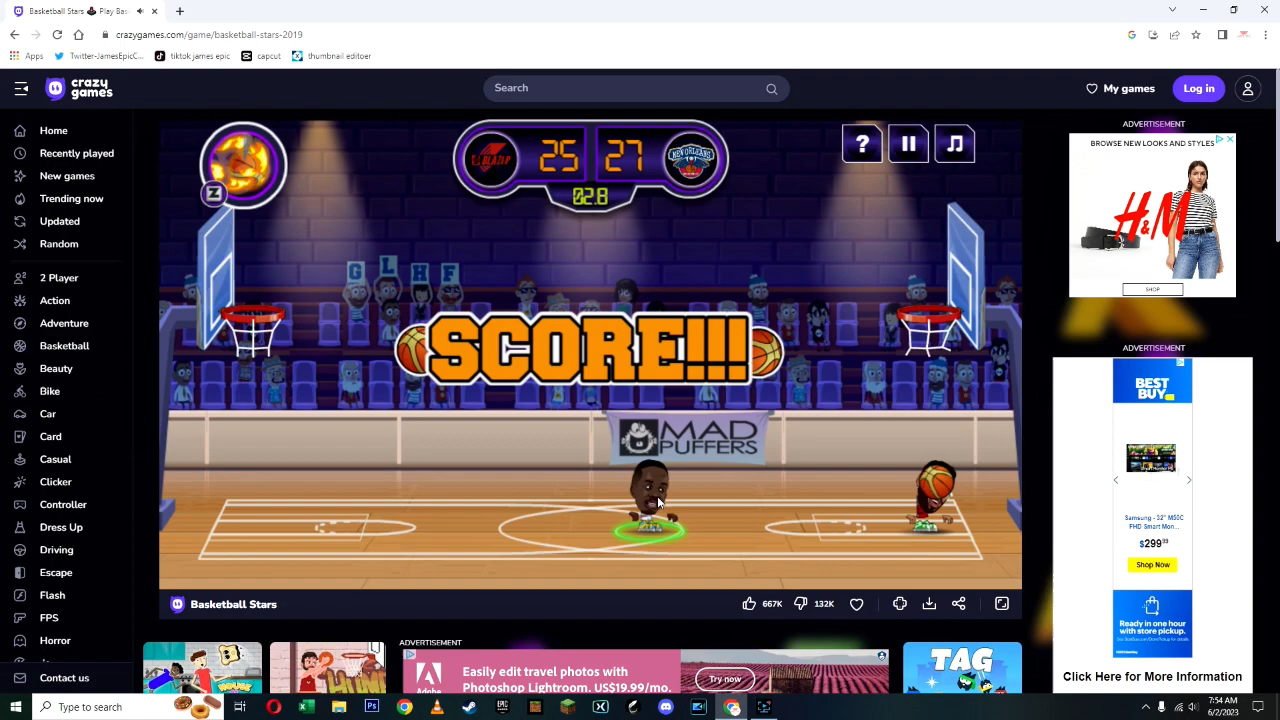 Basketball Stars
Play Bas
crazygames.com/game/basketball-stars-2019
Apps
Twitter-JamesEpicC...
tiktok james epic
capcut
thumbnail editoer
crazy
games
Search
My games
Log in
Home
Recently played
New games
Trending now
Updated
Random
2 Player
Action
Adventure
Basketball
Beauty
Bike
Car
Card
Casual
Clicker
Controller
Dress Up
Driving
Escape
Fash
FPS
Horror
Contact us
Z
BLAZER
25
27
NEW ORLEANS
02.8
?
G L H F
SCORE!!!
MAD
PUFFERS
Basketball Stars
667K
132K
ADVERTISEMENT
BROWSE NEW LOOKS AND STYLES
H&M
SHOP
ADVERTISEMENT
BEST
BUY
Samsung - 32" M50C
FHD Smart Mon...
$299.99
Shop Now
Ready in one hour
with store pickup.
Click Here for More Information
ADVERTISEMENT
Adobe
Easily edit travel photos with
Photoshop Lightroom. US$19.99/mo.
Try now
TAG
Type to search
7:54 AM
6/2/2023